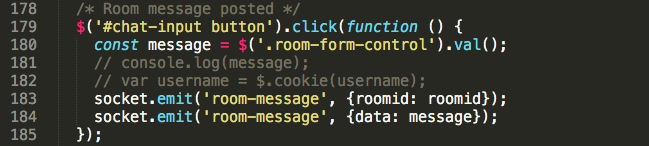 178 /* Room message posted */
179 $('#chat-input button').click(function () {
180 const message = $('.room-form-control').val();
181 // console.log(message);
182 // var username = $.cookie(username);
183 socket.emit('room-message', {roomid: roomid});
184 socket.emit('room-message', {data: message});
185 });